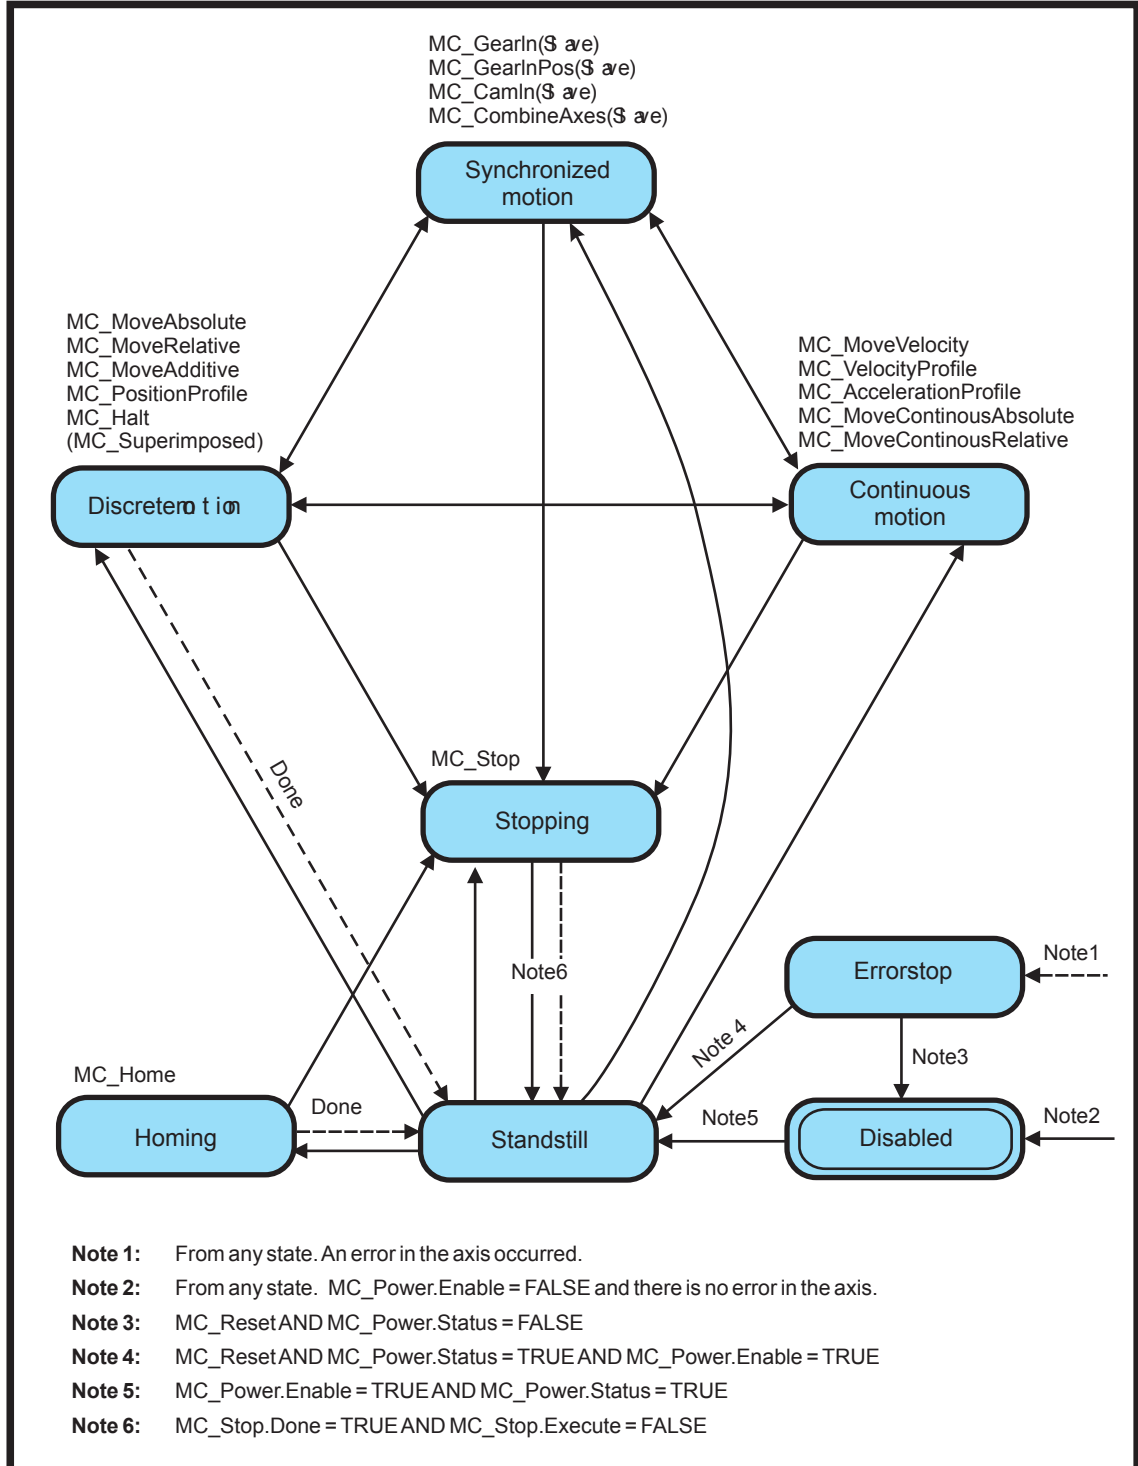 MC_GearIn(Slave)
MC_GearInPos(Slave)
MC_CamIn(Slave)
MC_CombineAxes(Slave)
Synchronized
motion
MC_MoveAbsolute
MC_MoveRelative
MC_MoveAdditive
MC_PositionProfile
MC_Halt
(MC_Superimposed)
MC_MoveVelocity
MC_VelocityProfile
MC_AccelerationProfile
MC_MoveContinousAbsolute
MC_MoveContinousRelative
Discrete motion
Continuous
motion
Done
MC_Stop
Stopping
Note6
Errorstop
Note1
Note 4
Note3
MC_Home
Homing
Done
Standstill
Note5
Disabled
Note2
Note 1: From any state. An error in the axis occurred.
Note 2: From any state. MC_Power.Enable = FALSE and there is no error in the axis.
Note 3: MC_Reset AND MC_Power.Status = FALSE
Note 4: MC_Reset AND MC_Power.Status = TRUE AND MC_Power.Enable = TRUE
Note 5: MC_Power.Enable = TRUE AND MC_Power.Status = TRUE
Note 6: MC_Stop.Done = TRUE AND MC_Stop.Execute = FALSE